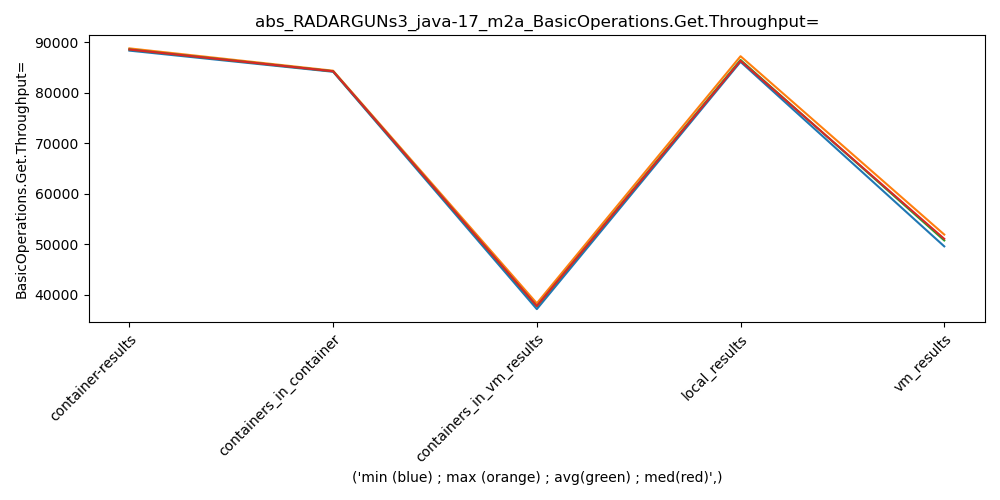 abs_RADARGUNs3_java-17_m2a_BasicOperations.Get.Throughput=
BasicOperations.Get.Throughput=
90000
80000
70000
60000
50000
40000
container-results
containers_in_container
containers_in_vm_results
local_results
vm_results
('min (blue) ; max (orange) ; avg(green) ; med(red)',)